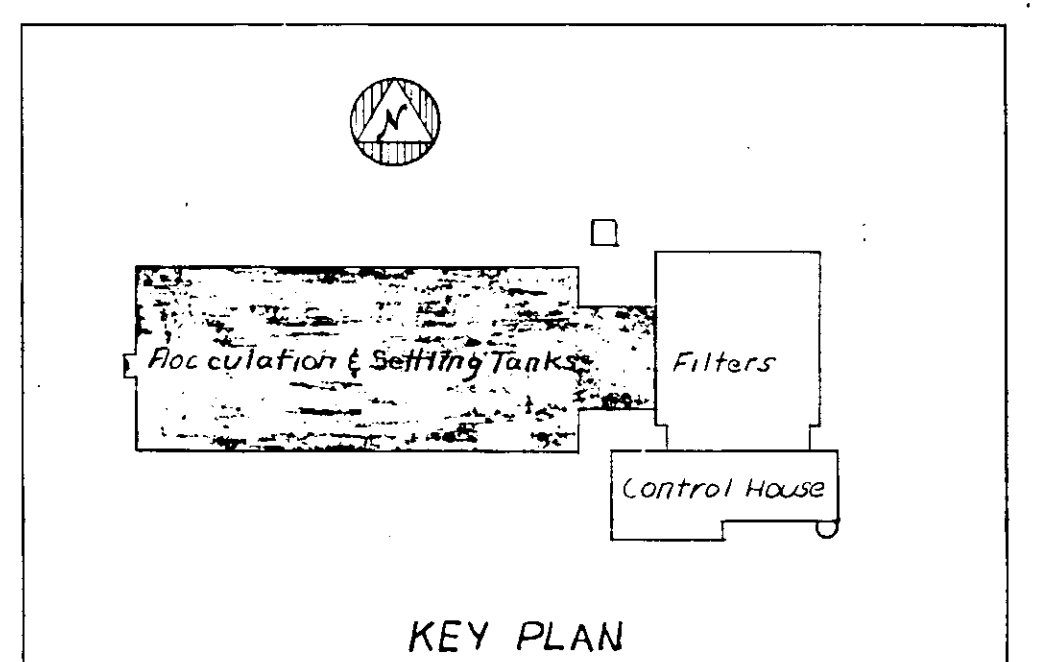 N
Flocculation & Settling Tanks
Filters
Control House
KEY PLAN